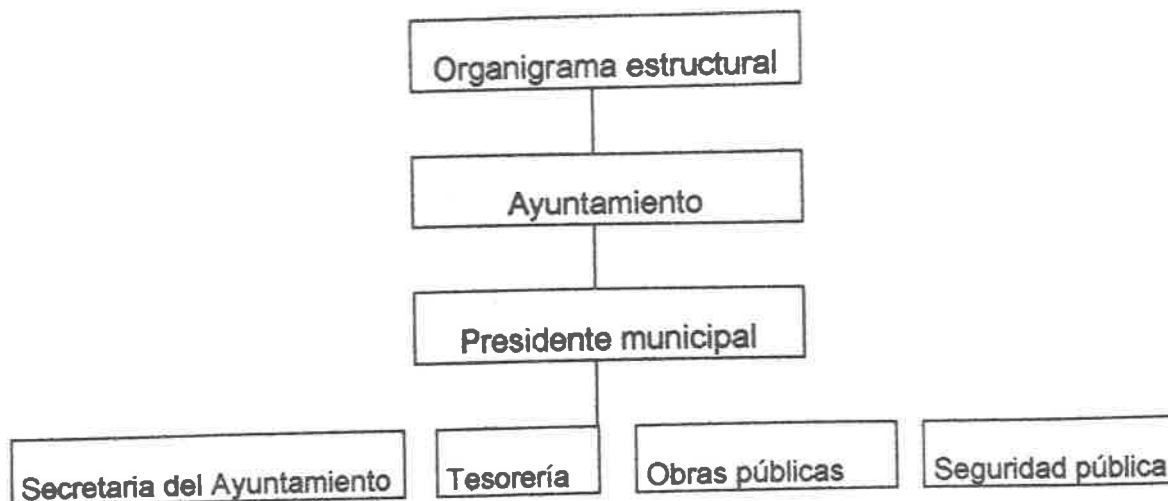 Organigrama estructural
Ayuntamiento
Presidente municipal
Secretaria del Ayuntamiento
Tesorería
Obras públicas
Seguridad pública